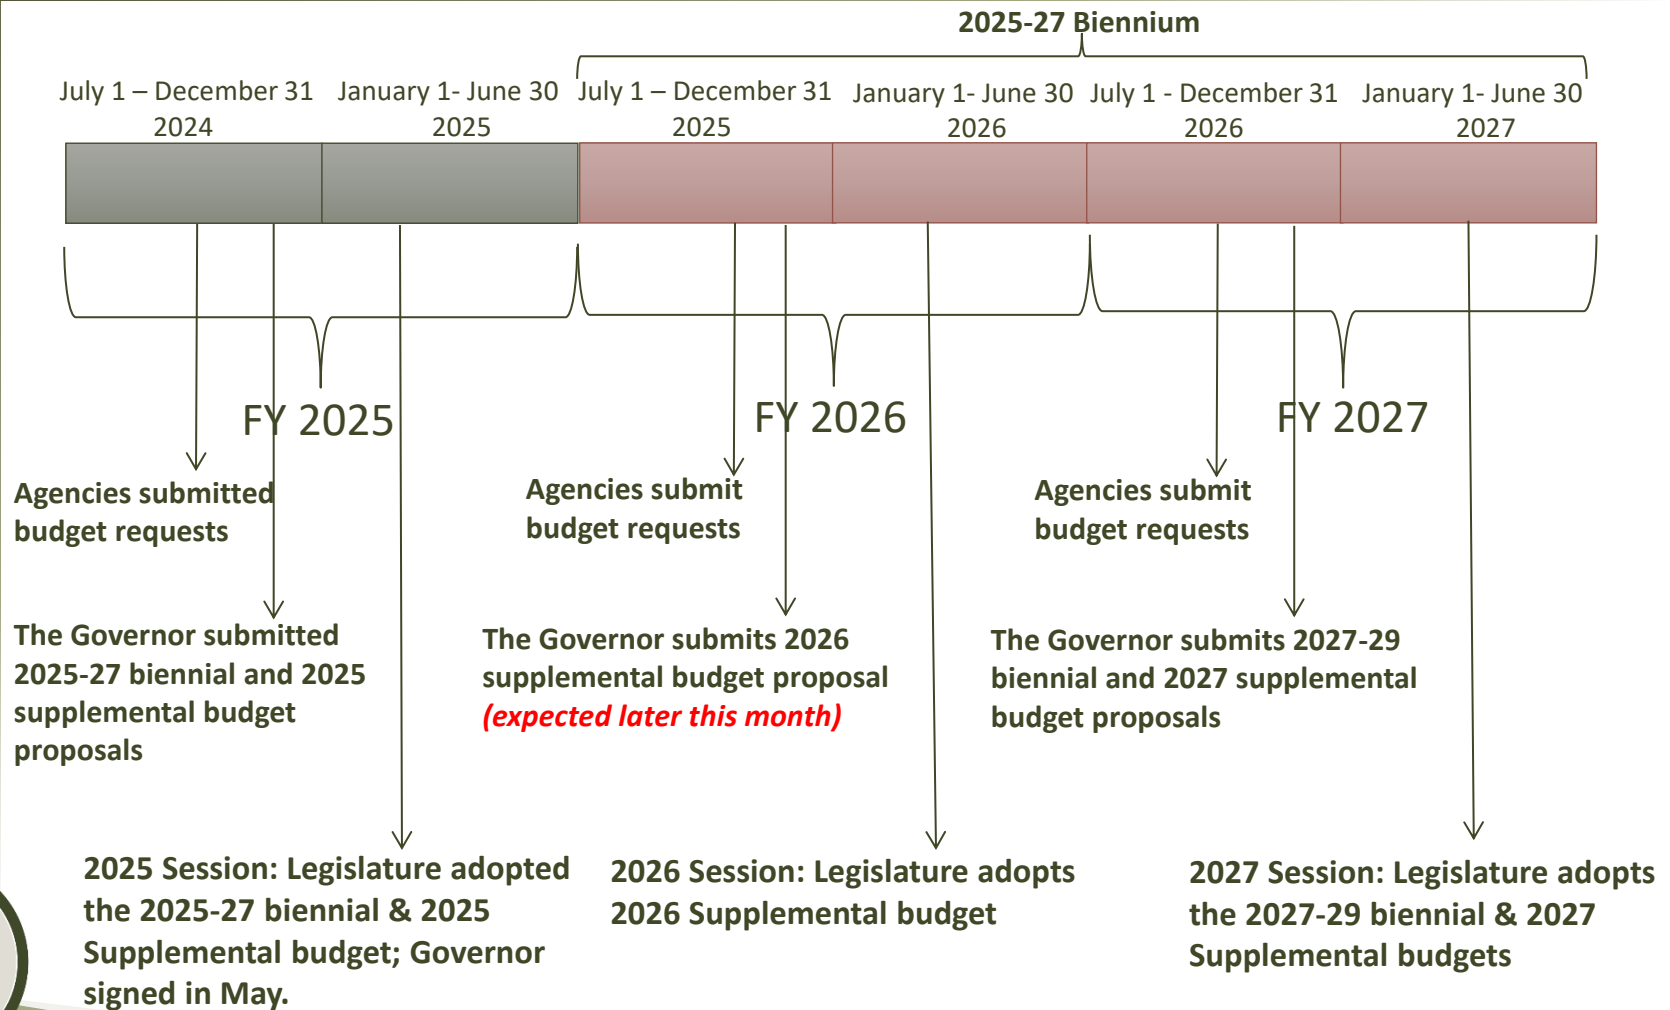 2025-27 Biennium
July 1 – December 31
2024
January 1- June 30
2025
July 1 – December 31
2025
January 1- June 30
2026
July 1 - December 31
2026
January 1- June 30
2027
FY 2025
FY 2026
FY 2027
Agencies submitted
budget requests
Agencies submit
budget requests
Agencies submit
budget requests
The Governor submitted
2025-27 biennial and 2025
supplemental budget
proposals
The Governor submits 2026
supplemental budget proposal
(expected later this month)
The Governor submits 2027-29
biennial and 2027 supplemental
budget proposals
2025 Session: Legislature adopted
the 2025-27 biennial & 2025
Supplemental budget; Governor
signed in May.
2026 Session: Legislature adopts
2026 Supplemental budget
2027 Session: Legislature adopts
the 2027-29 biennial & 2027
Supplemental budgets